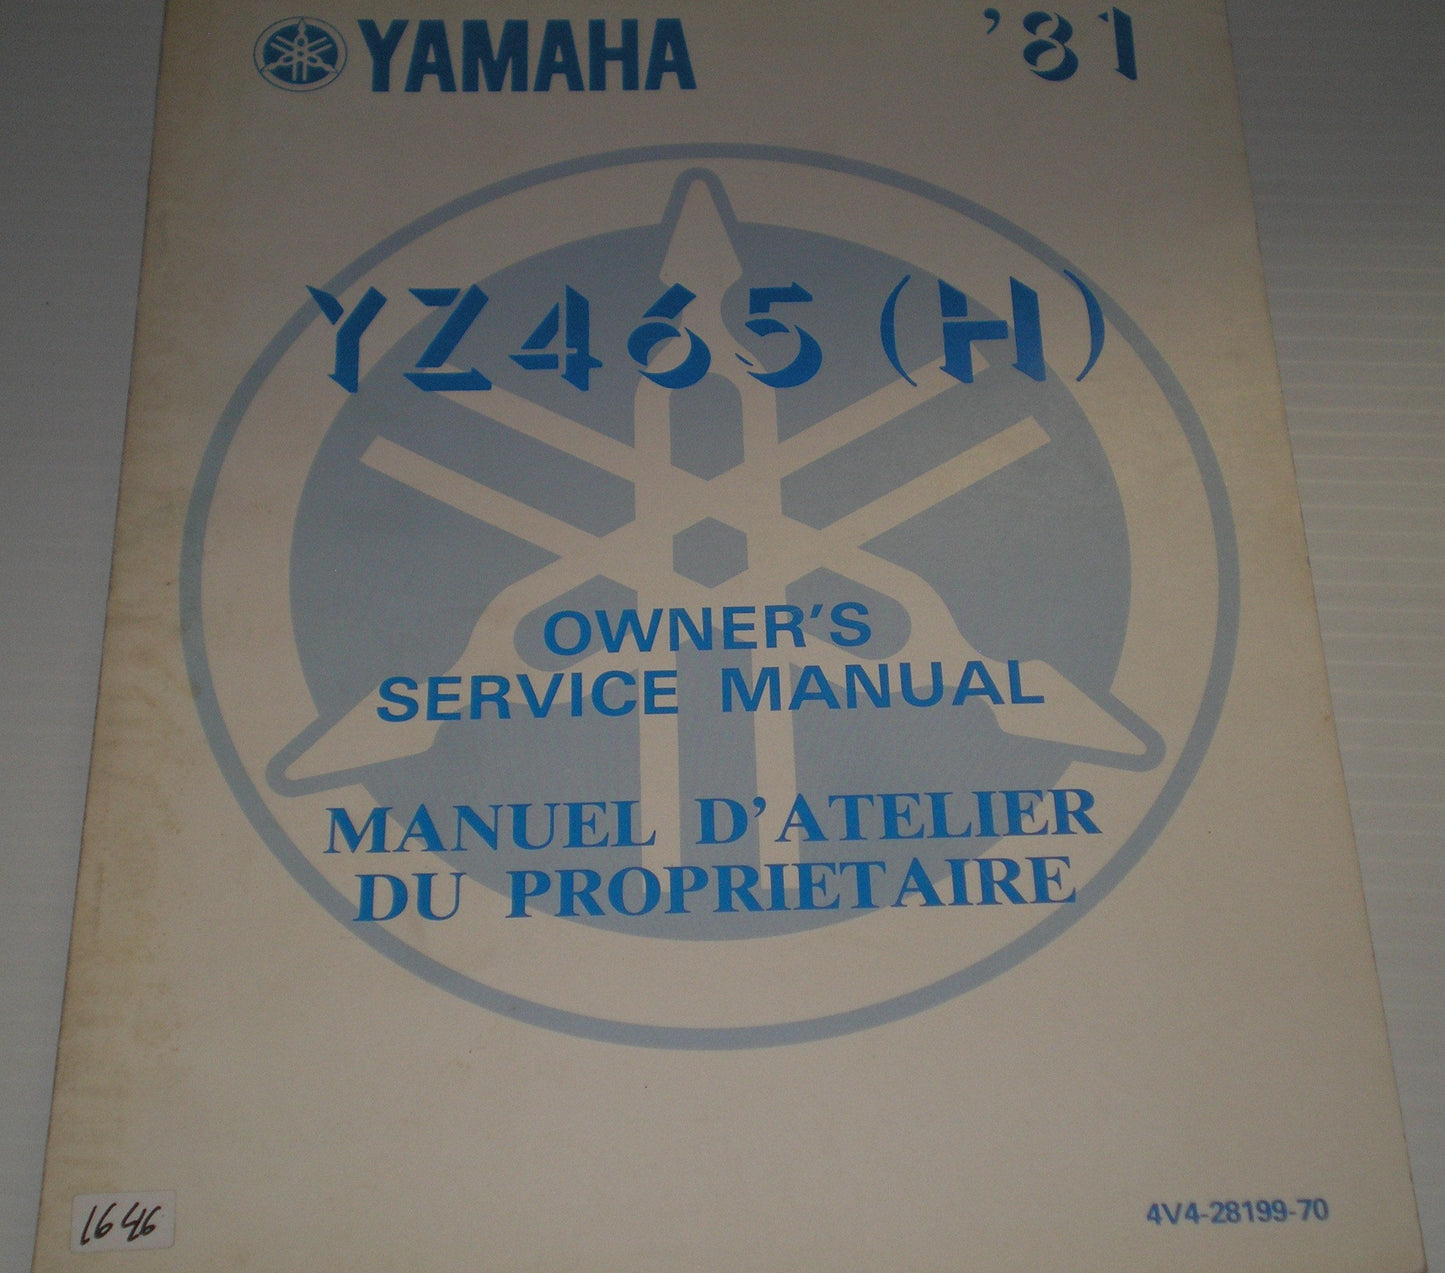 YAMAHA '81
YZ465 (H)
OWNER'S
SERVICE MANUAL
MANUEL D'ATELIER
DU PROPRIETAIRE
1646
4V4-28199-70